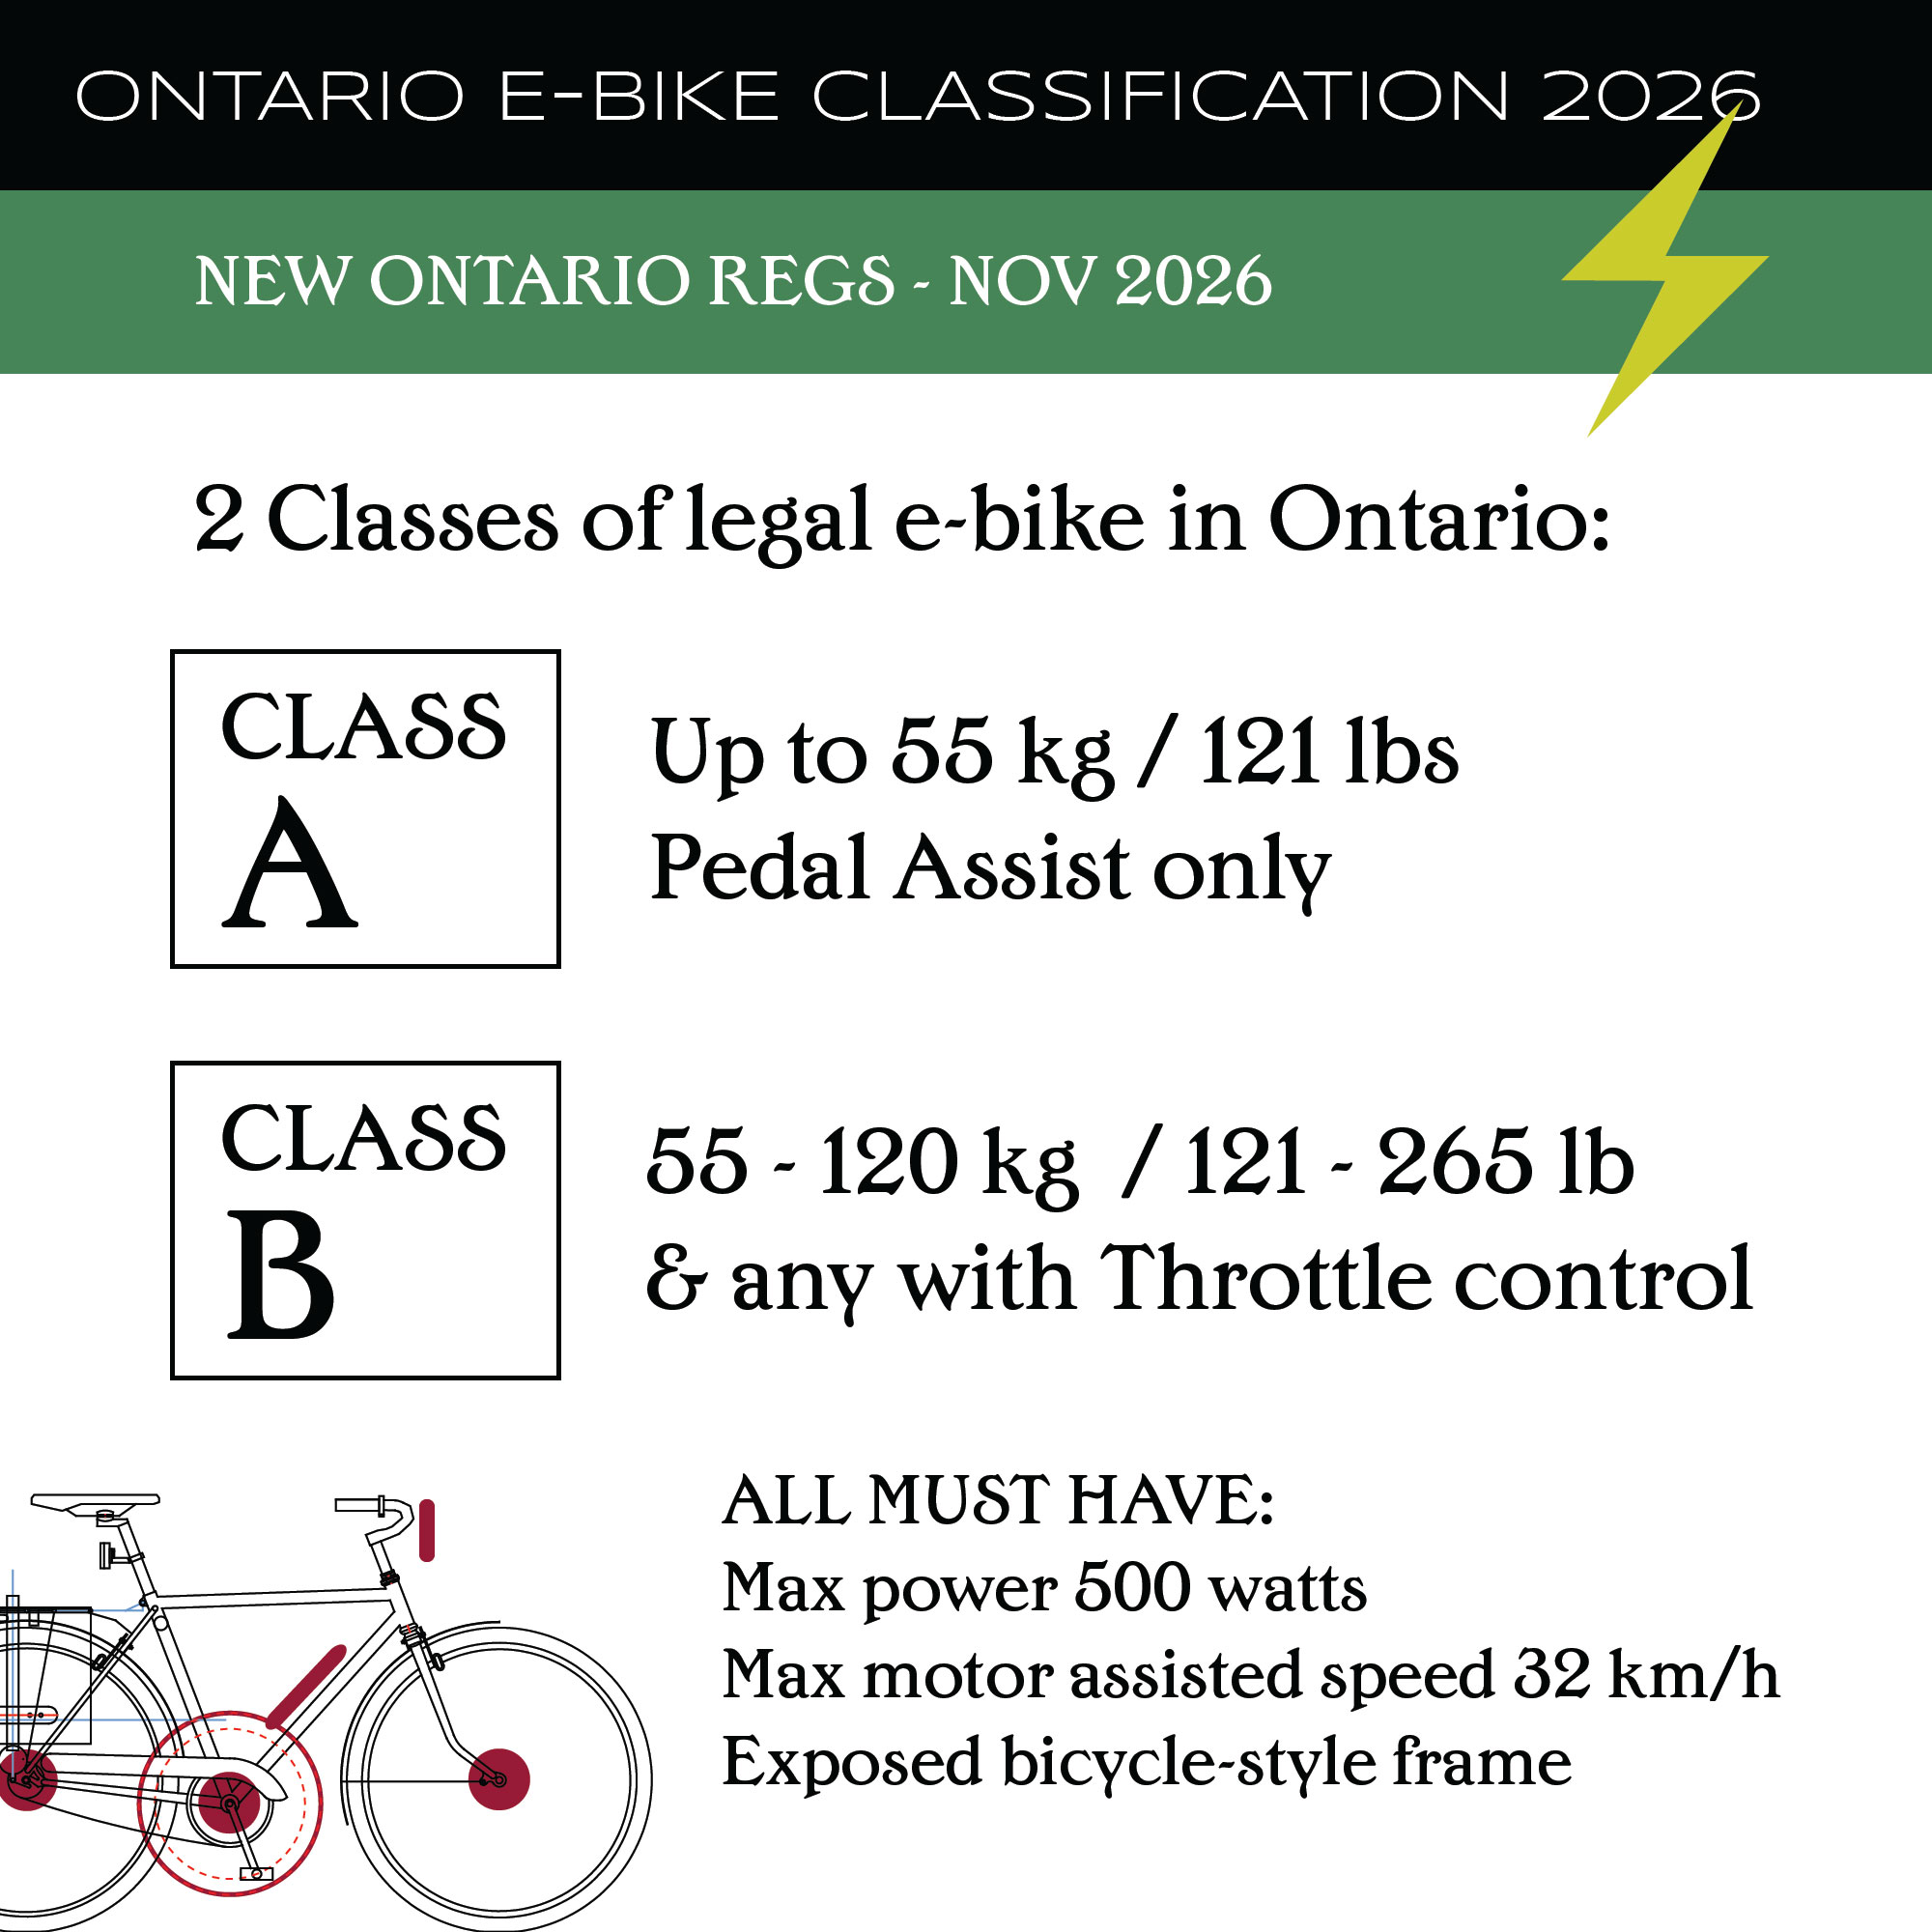 ONTARIO E-BIKE CLASSIFICATION 2026
NEW ONTARIO REGS - NOV 2026
2 Classes of legal e-bike in Ontario:
CLASS
A
Up to 55 kg / 121 lbs
Pedal Assist only
CLASS
B
55 - 120 kg / 121 - 265 lb
& any with Throttle control
ALL MUST HAVE:
Max power 500 watts
Max motor assisted speed 32 km/h
Exposed bicycle-style frame